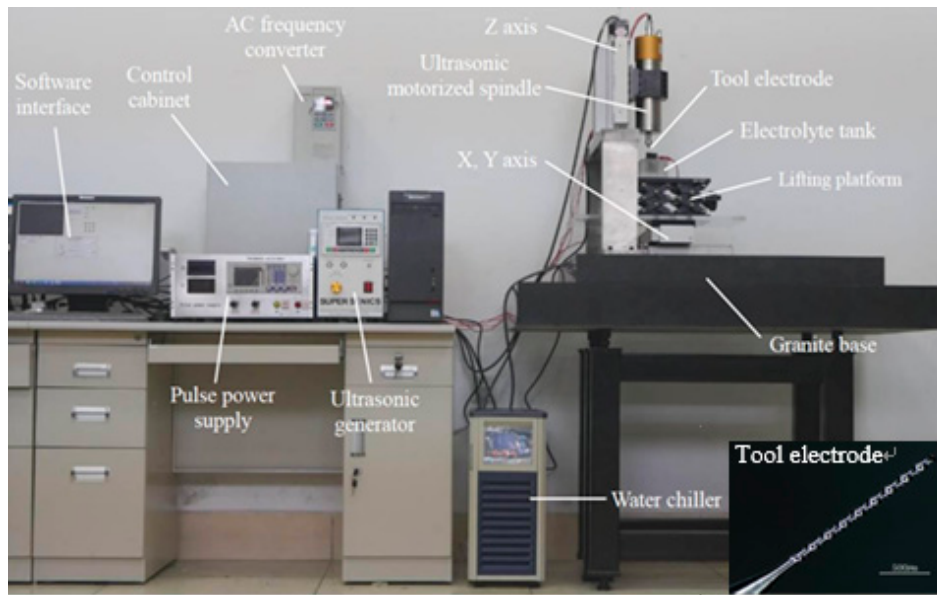 AC frequency
converter
Z axis
Software
interface
Control
cabinet
Ultrasonic
motorized spindle
Tool electrode
Electrolyte tank
X, Y axis
Lifting platform
SUPER SONICS
Granite base
Pulse power
supply
Ultrasonic
generator
Tool electrode↵
Water chiller